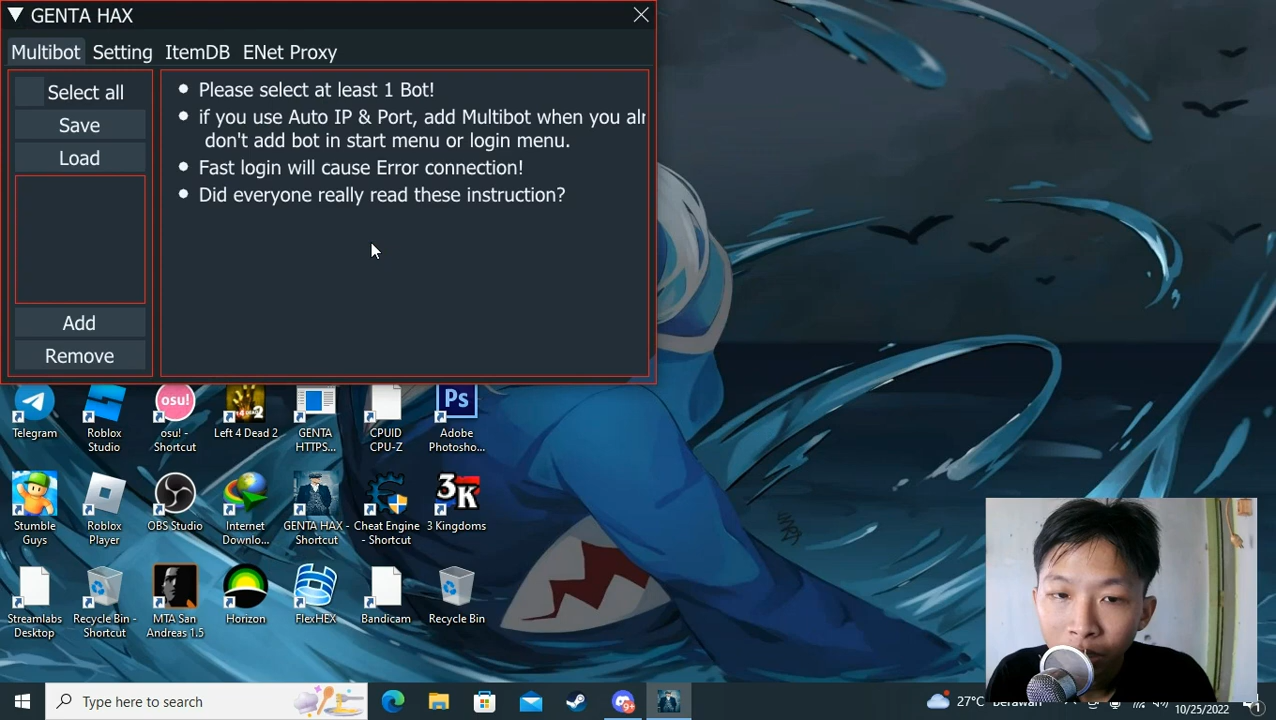 GENTA HAX
Multibot Setting ItemDB ENet Proxy
Select all
Save
Load
Add
Remove
Please select at least 1 Bot!
if you use Auto IP & Port, add Multibot when you
don't add bot in start menu or login menu.
Fast login will cause Error connection!
Did everyone really read these instruction?
Telegram
Roblox
Studio
osu! -
Shortcut
Left 4 Dead 2
GENTA
HTTPS...
CPUID
CPU-Z
Adobe
Photosho...
osu!
Ps
Stumble
Guys
Roblox
Player
OBS Studio
Internet
Downlo...
GENTA HAX -
Shortcut
Cheat Engine
- Shortcut
3 Kingdoms
3K
Streamlabs
Desktop
Recycle Bin -
Shortcut
MTA San
Andreas 1.5
Horizon
FlexHEX
Bandicam
Recycle Bin
Type here to search
9+
27°C Berawan
10/25/2022
1